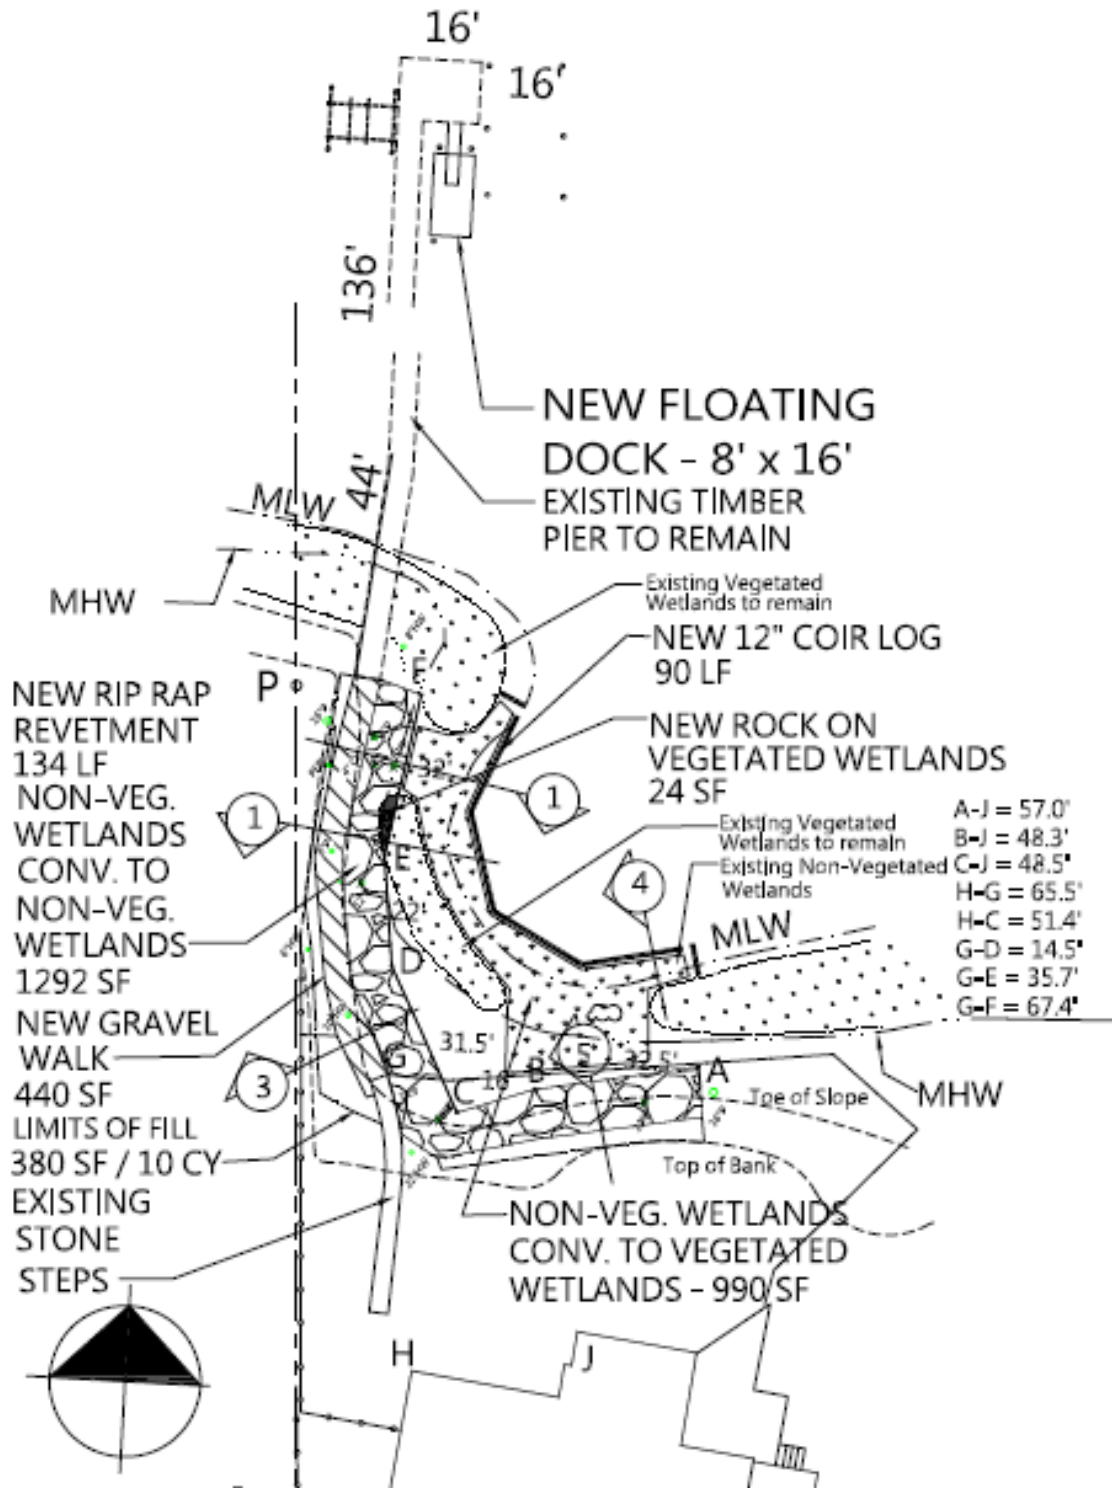 16'
16'
136'
NEW FLOATING
DOCK - 8' x 16'
EXISTING TIMBER
PIER TO REMAIN
44'
MLW
MHW
Existing Vegetated
Wetlands to remain
NEW 12" COIR LOG
90 LF
F
P
NEW RIP RAP
REVETMENT
134 LF
NEW ROCK ON
VEGETATED WETLANDS
24 SF
32'
NON-VEG.
WETLANDS
CONV. TO
NON-VEG.
WETLANDS
1292 SF
1
1
E
Existing Vegetated
Wetlands to remain
Existing Non-Vegetated
Wetlands
A-J = 57.0'
B-J = 48.3'
C-J = 48.5'
H-G = 65.5'
H-C = 51.4'
G-D = 14.5'
G-E = 35.7'
G-F = 67.4'
4
22'
D
MLW
NEW GRAVEL
WALK
440 SF
31.5'
G
3
C
16'
B
5
32.5'
A
Toe of Slope
MHW
LIMITS OF FILL
380 SF / 10 CY
Top of Bank
EXISTING
STONE
STEPS
NON-VEG. WETLANDS
CONV. TO VEGETATED
WETLANDS - 990 SF
H
J